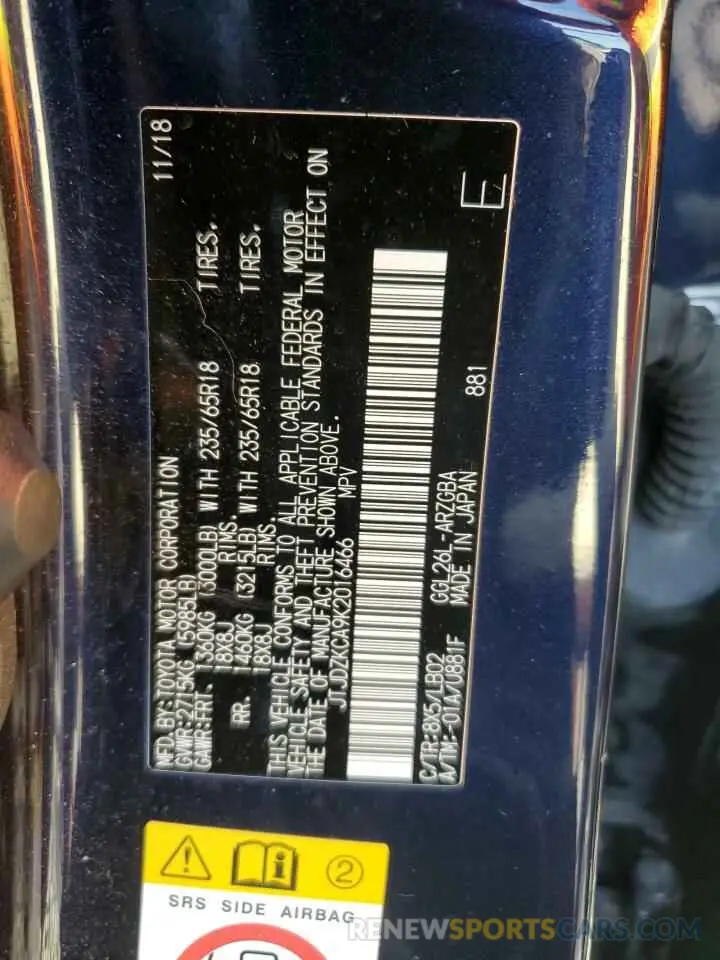 MFD.BY:TOYOTA MOTOR CORPORATION 11/18
GVWR:2715KG (5985LB)
GAWR:FRT. 1360KG (3000LB) WITH 235/65R18 TIRES.
18X8J RIMS.
RR. 1460KG (3215LB) WITH 235/65R18 TIRES.
18X8J RIMS.
THIS VEHICLE CONFORMS TO ALL APPLICABLE FEDERAL MOTOR
VEHICLE SAFETY AND THEFT PREVENTION STANDARDS IN EFFECT ON
THE DATE OF MANUFACTURE SHOWN ABOVE.
JTJDZKCA9K2016466 MPV
C/TR:8X5/LB02 GGL26L-ARZGBA
A/TM:-01A/U881F MADE IN JAPAN 881
E
2
SRS SIDE AIRBAG
RENEWSPORTSCARS.COM